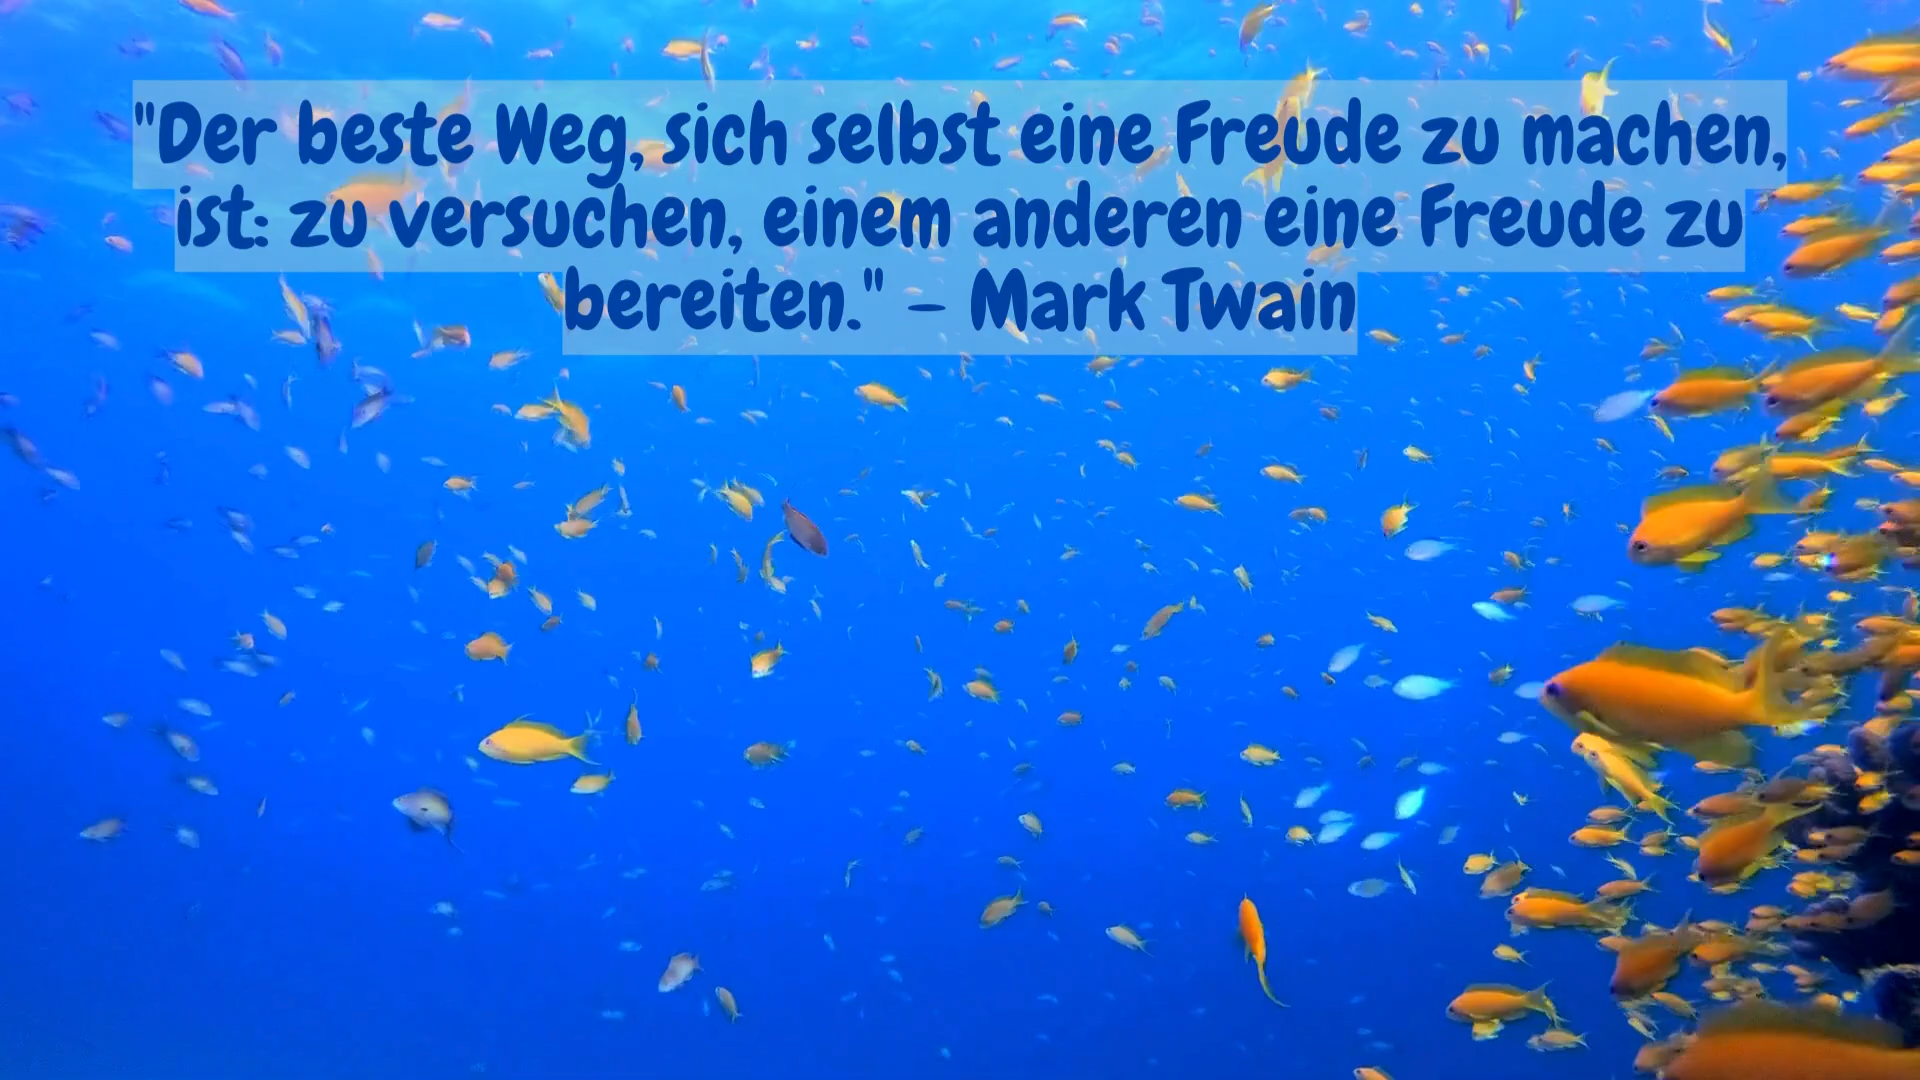 "Der beste Weg, sich selbst eine Freude zu machen,
ist: zu versuchen, einem anderen eine Freude zu
bereiten." – Mark Twain